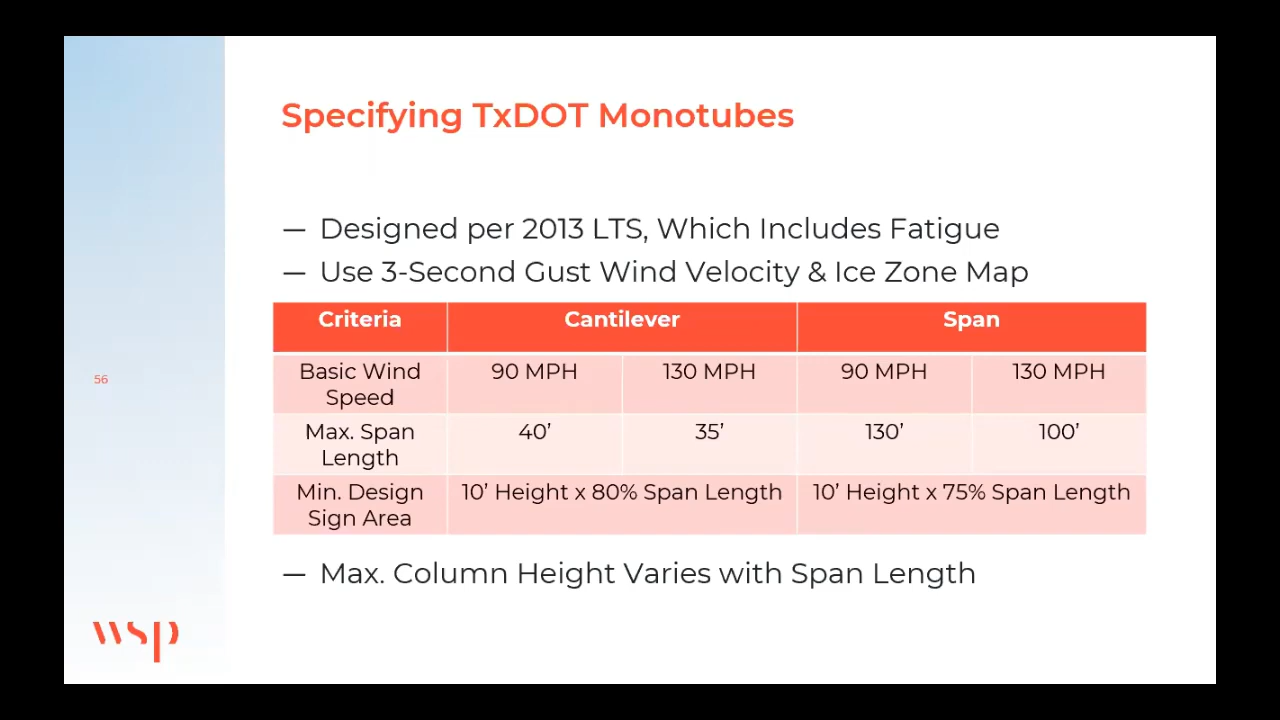 Specifying TxDOT Monotubes
— Designed per 2013 LTS, Which Includes Fatigue
— Use 3-Second Gust Wind Velocity & Ice Zone Map
Criteria Cantilever Span
Basic Wind Speed 90 MPH 130 MPH 90 MPH 130 MPH
Max. Span Length 40’ 35’ 130’ 100’
Min. Design Sign Area 10’ Height x 80% Span Length 10’ Height x 75% Span Length
— Max. Column Height Varies with Span Length
56
wsp